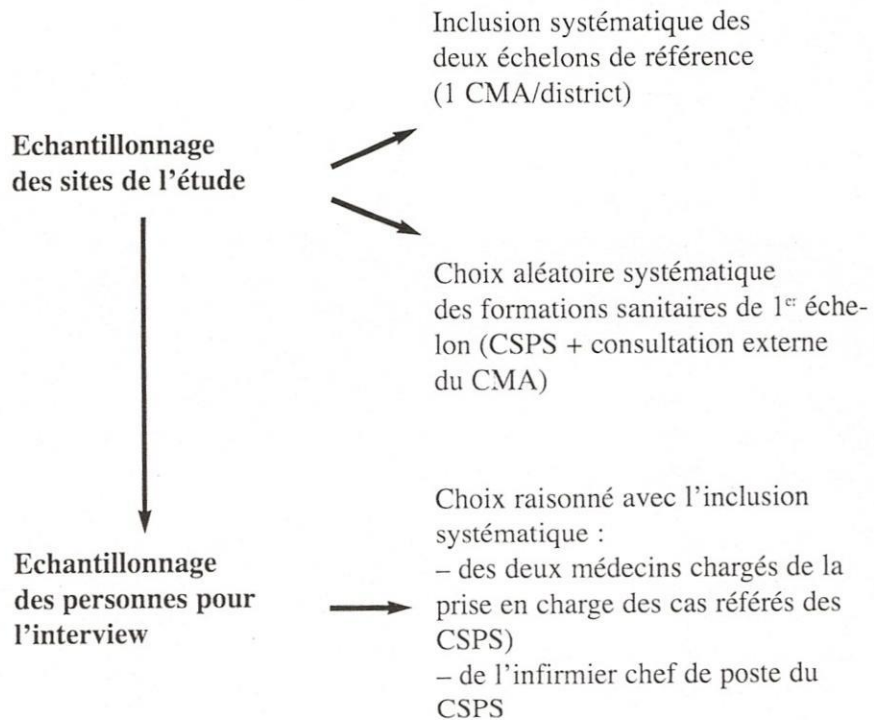 Inclusion systématique des
deux échelons de référence
(1 CMA/district)
Echantillonnage
des sites de l’étude
Choix aléatoire systématique
des formations sanitaires de 1er éche-
lon (CSPS + consultation externe
du CMA)
Echantillonnage
des personnes pour
l’interview
Choix raisonné avec l’inclusion
systématique :
– des deux médecins chargés de la
prise en charge des cas référés des
CSPS)
– de l’infirmier chef de poste du
CSPS